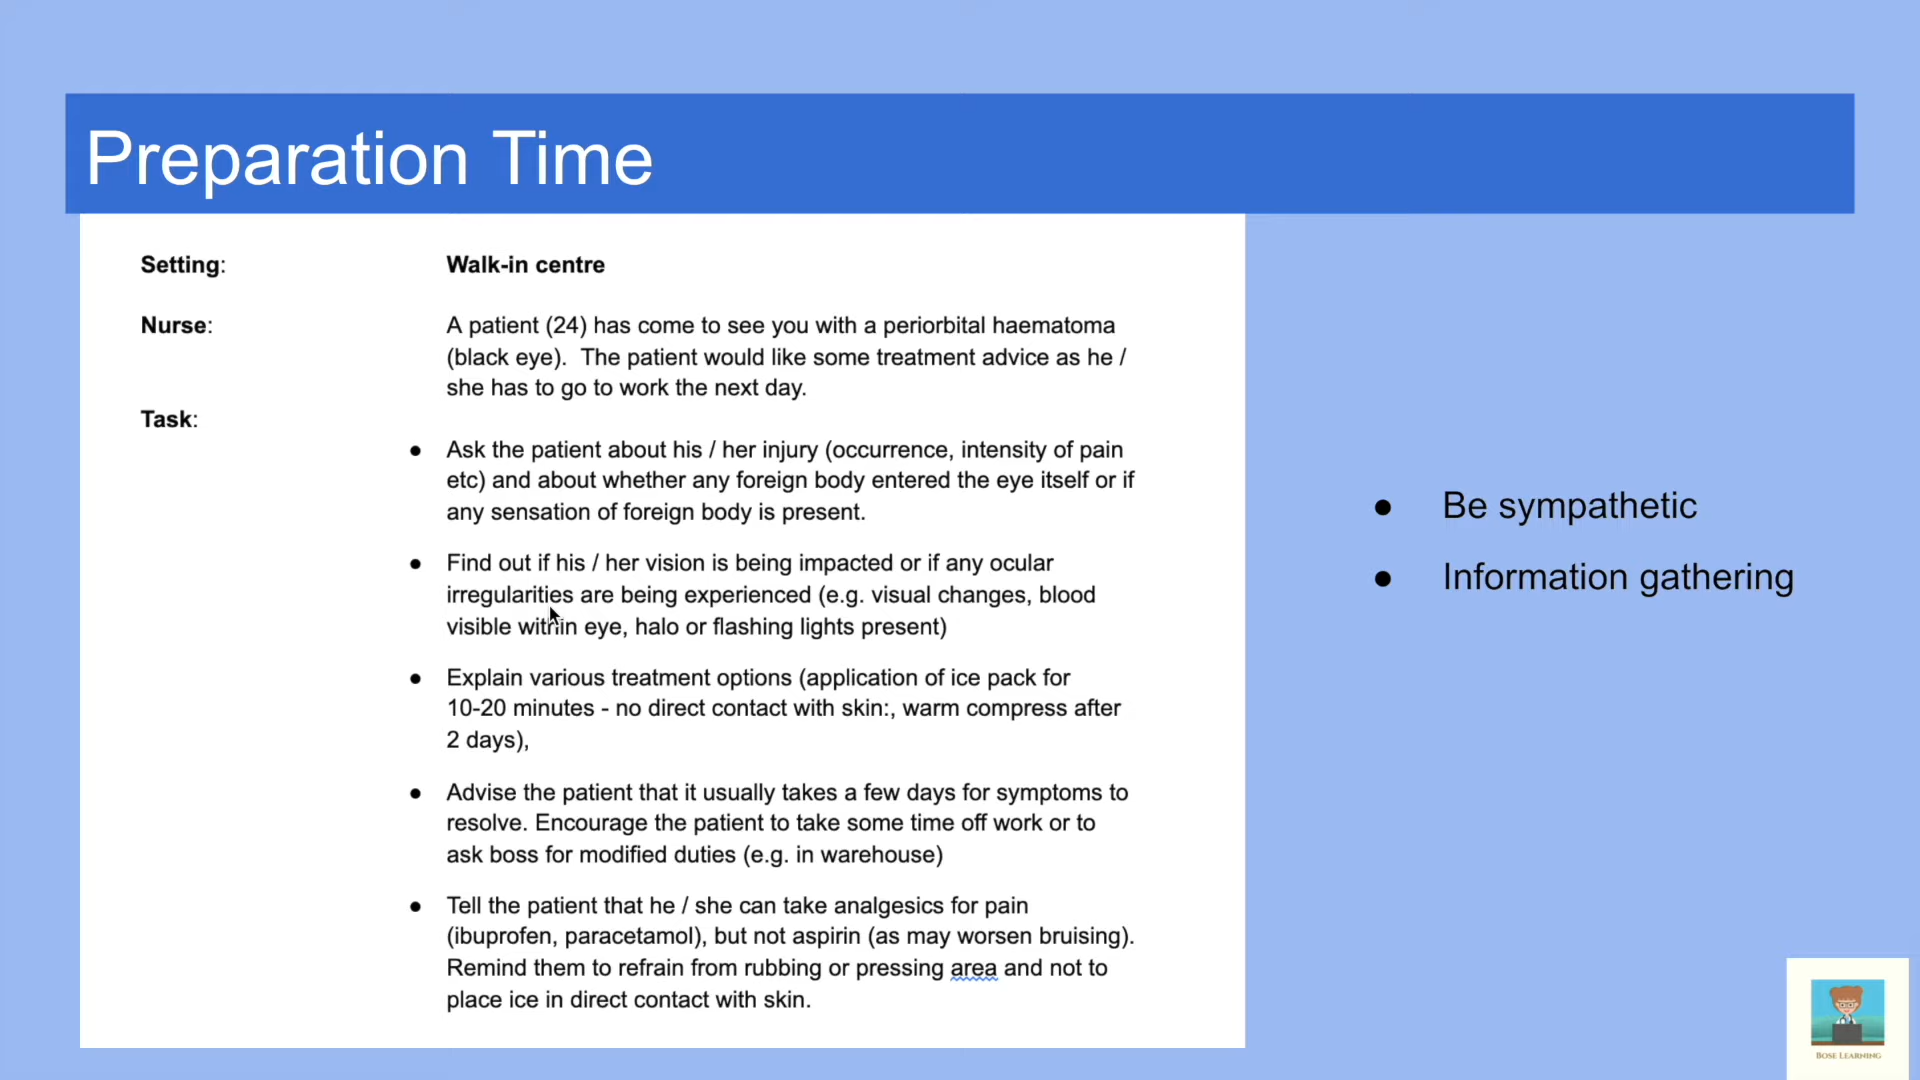 Preparation Time
Setting:
Walk-in centre
Nurse:
A patient (24) has come to see you with a periorbital haematoma
(black eye).  The patient would like some treatment advice as he /
she has to go to work the next day.
Task:
● Ask the patient about his / her injury (occurrence, intensity of pain
etc) and about whether any foreign body entered the eye itself or if
any sensation of foreign body is present.
● Find out if his / her vision is being impacted or if any ocular
irregularities are being experienced (e.g. visual changes, blood
visible within eye, halo or flashing lights present)
● Explain various treatment options (application of ice pack for
10-20 minutes - no direct contact with skin:, warm compress after
2 days),
● Advise the patient that it usually takes a few days for symptoms to
resolve. Encourage the patient to take some time off work or to
ask boss for modified duties (e.g. in warehouse)
● Tell the patient that he / she can take analgesics for pain
(ibuprofen, paracetamol), but not aspirin (as may worsen bruising).
Remind them to refrain from rubbing or pressing area and not to
place ice in direct contact with skin.
● Be sympathetic
● Information gathering
BOSE LEARNING